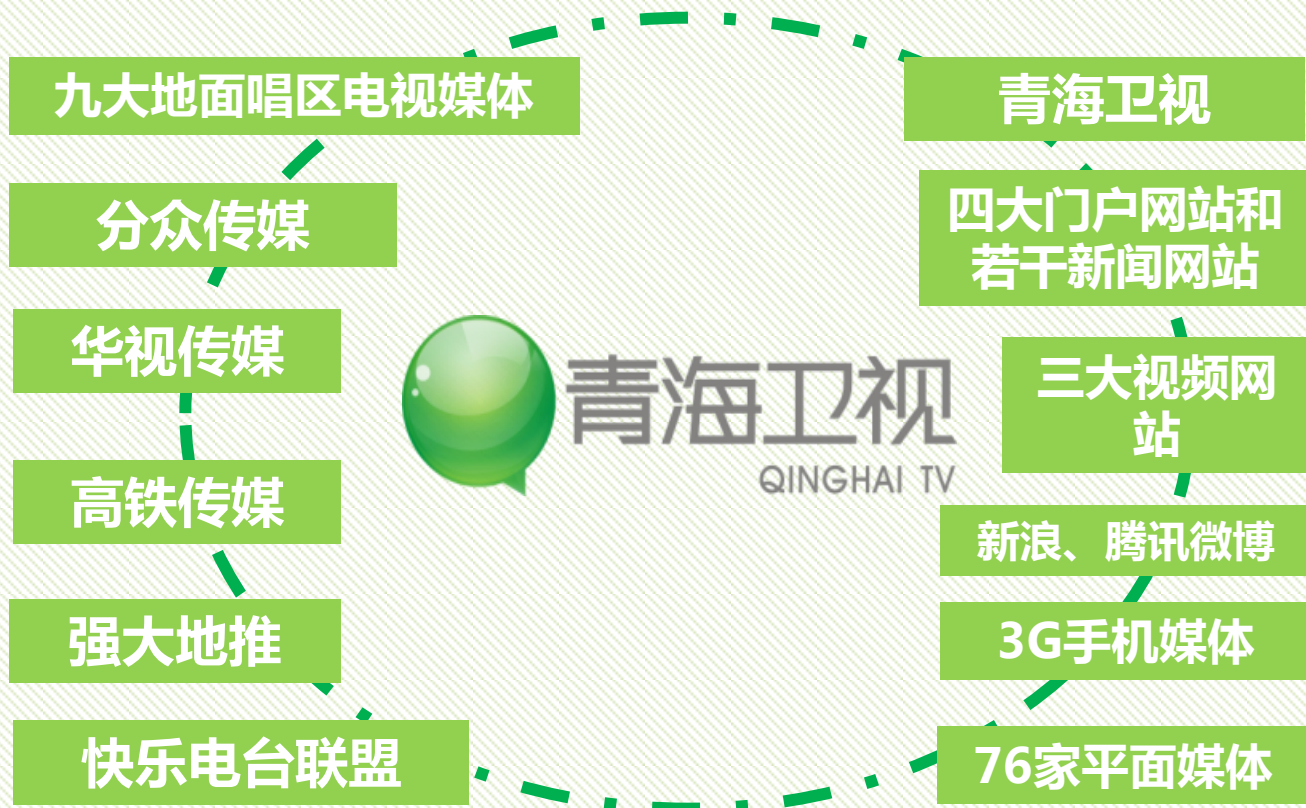 九大地面唱区电视媒体
分众传媒
华视传媒
高铁传媒
强大地推
快乐电台联盟
青海卫视
QINGHAI TV
青海卫视
四大门户网站和
若干新闻网站
三大视频网
站
新浪、腾讯微博
3G手机媒体
76家平面媒体